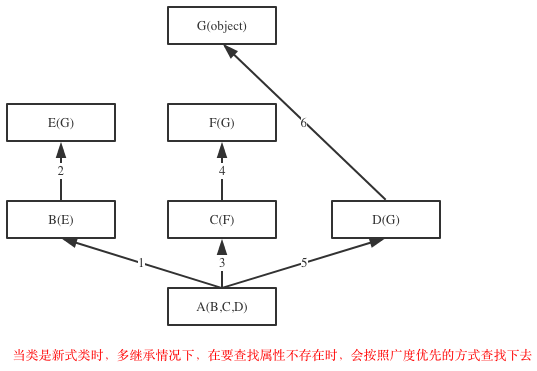 G(object)
E(G)
F(G)
6
2
4
B(E)
C(F)
D(G)
1
3
5
A(B,C,D)
当类是新式类时，多继承情况下，在要查找属性不存在时，会按照广度优先的方式查找下去